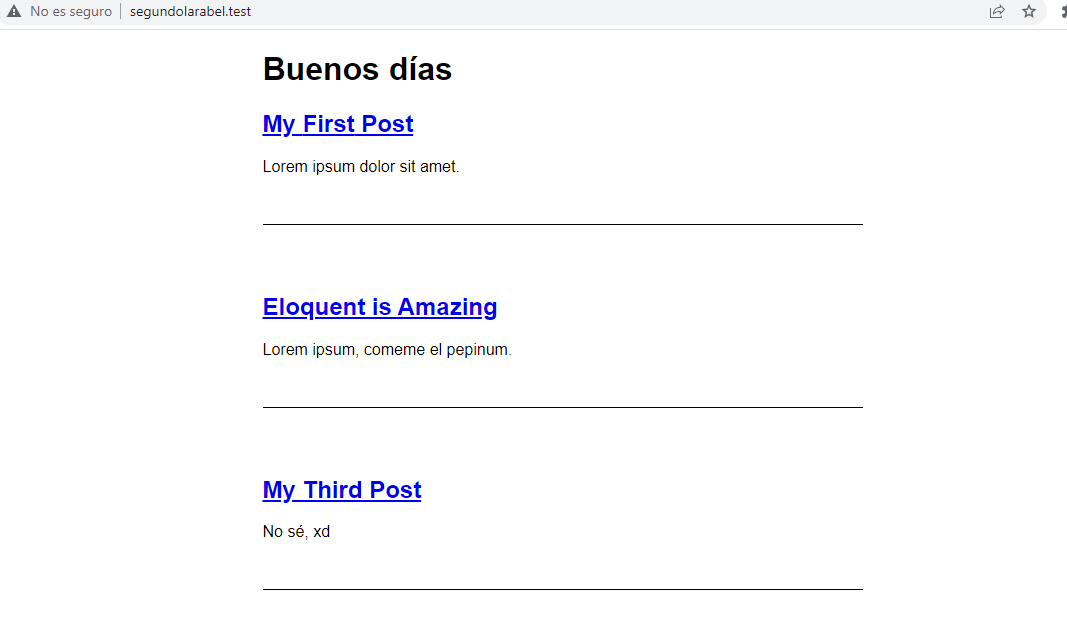 No es seguro segundolarabel.test
Buenos días
My First Post
Lorem ipsum dolor sit amet.
Eloquent is Amazing
Lorem ipsum, comeme el pepinum.
My Third Post
No sé, xd